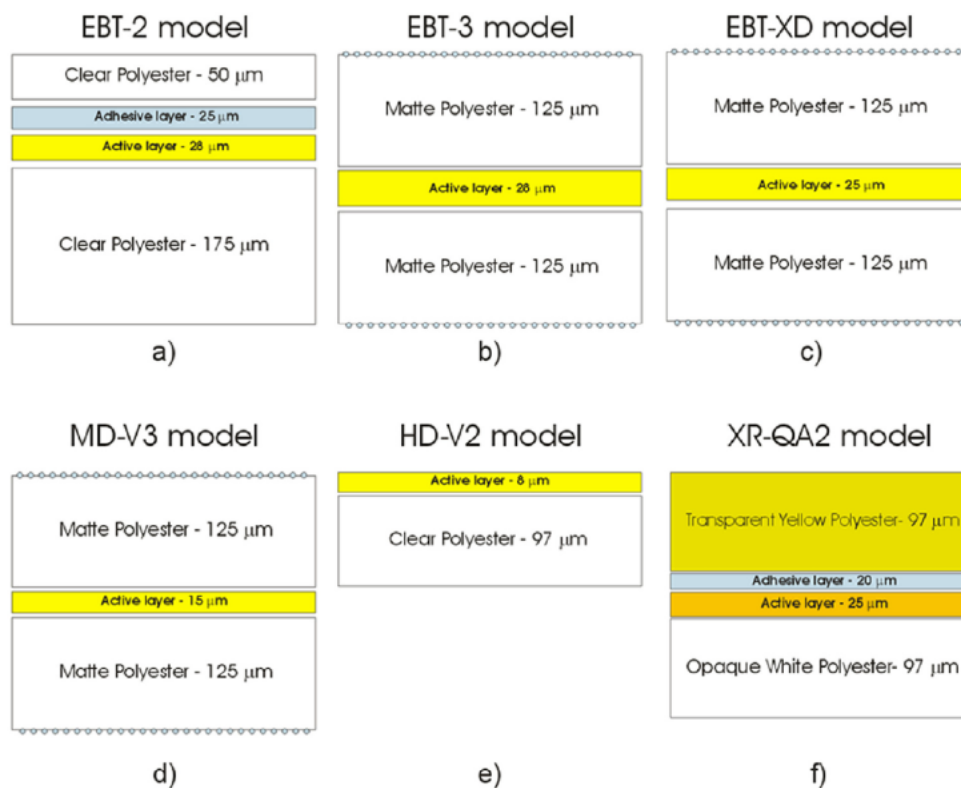 EBT-2 model
Clear Polyester - 50 μm
Adhesive layer - 25 μm
Active layer - 28 μm
Clear Polyester - 175 μm
a)
EBT-3 model
Matte Polyester - 125 μm
Active layer - 28 μm
Matte Polyester - 125 μm
b)
EBT-XD model
Matte Polyester - 125 μm
Active layer - 25 μm
Matte Polyester - 125 μm
c)
MD-V3 model
Matte Polyester - 125 μm
Active layer - 15 μm
Matte Polyester - 125 μm
d)
HD-V2 model
Active layer - 8 μm
Clear Polyester - 97 μm
e)
XR-QA2 model
Transparent Yellow Polyester- 97 μm
Adhesive layer - 20 μm
Active layer - 25 μm
Opaque White Polyester- 97 μm
f)